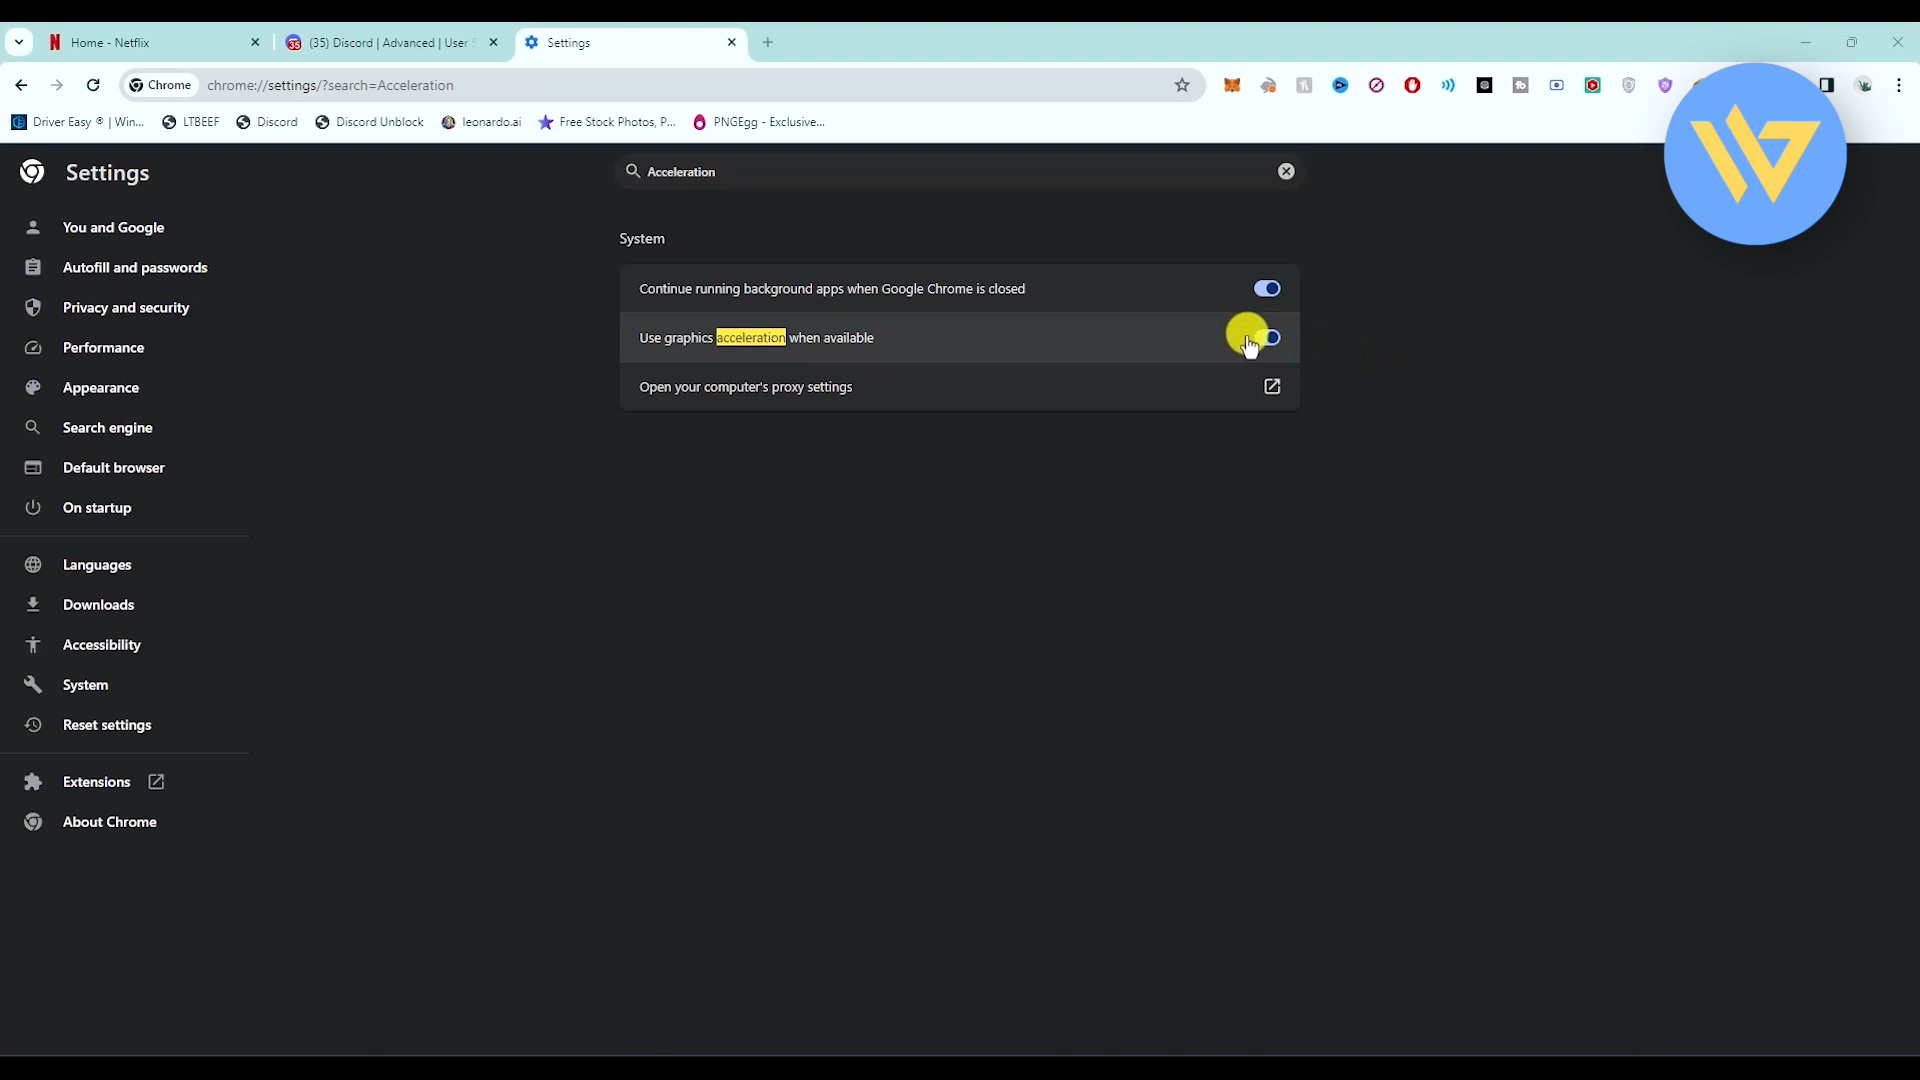 Home - Netflix
(35) Discord | Advanced | User S
Settings
Chrome
chrome://settings/?search=Acceleration
Driver Easy ® | Win...
LTBEEF
Discord
Discord Unblock
leonardo.ai
Free Stock Photos, P...
PNGEgg - Exclusive...
Settings
Acceleration
You and Google
Autofill and passwords
Privacy and security
Performance
Appearance
Search engine
Default browser
On startup
Languages
Downloads
Accessibility
System
Reset settings
Extensions
About Chrome
System
Continue running background apps when Google Chrome is closed
Use graphics acceleration when available
Open your computer's proxy settings